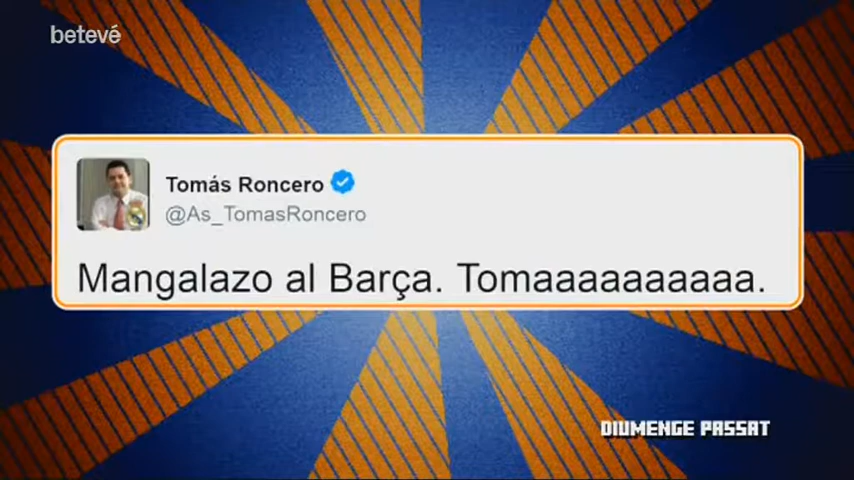 betevé
Tomás Roncero
@As_TomasRoncero
Mangalazo al Barça. Tomaaaaaaaaaa.
DIUMENGE PASSAT